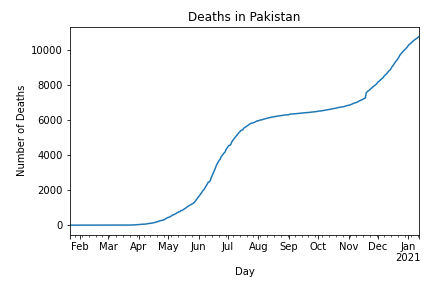 Deaths in Pakistan
Number of Deaths
10000
8000
6000
4000
2000
0
Feb Mar Apr May Jun Jul Aug Sep Oct Nov Dec Jan
2021
Day